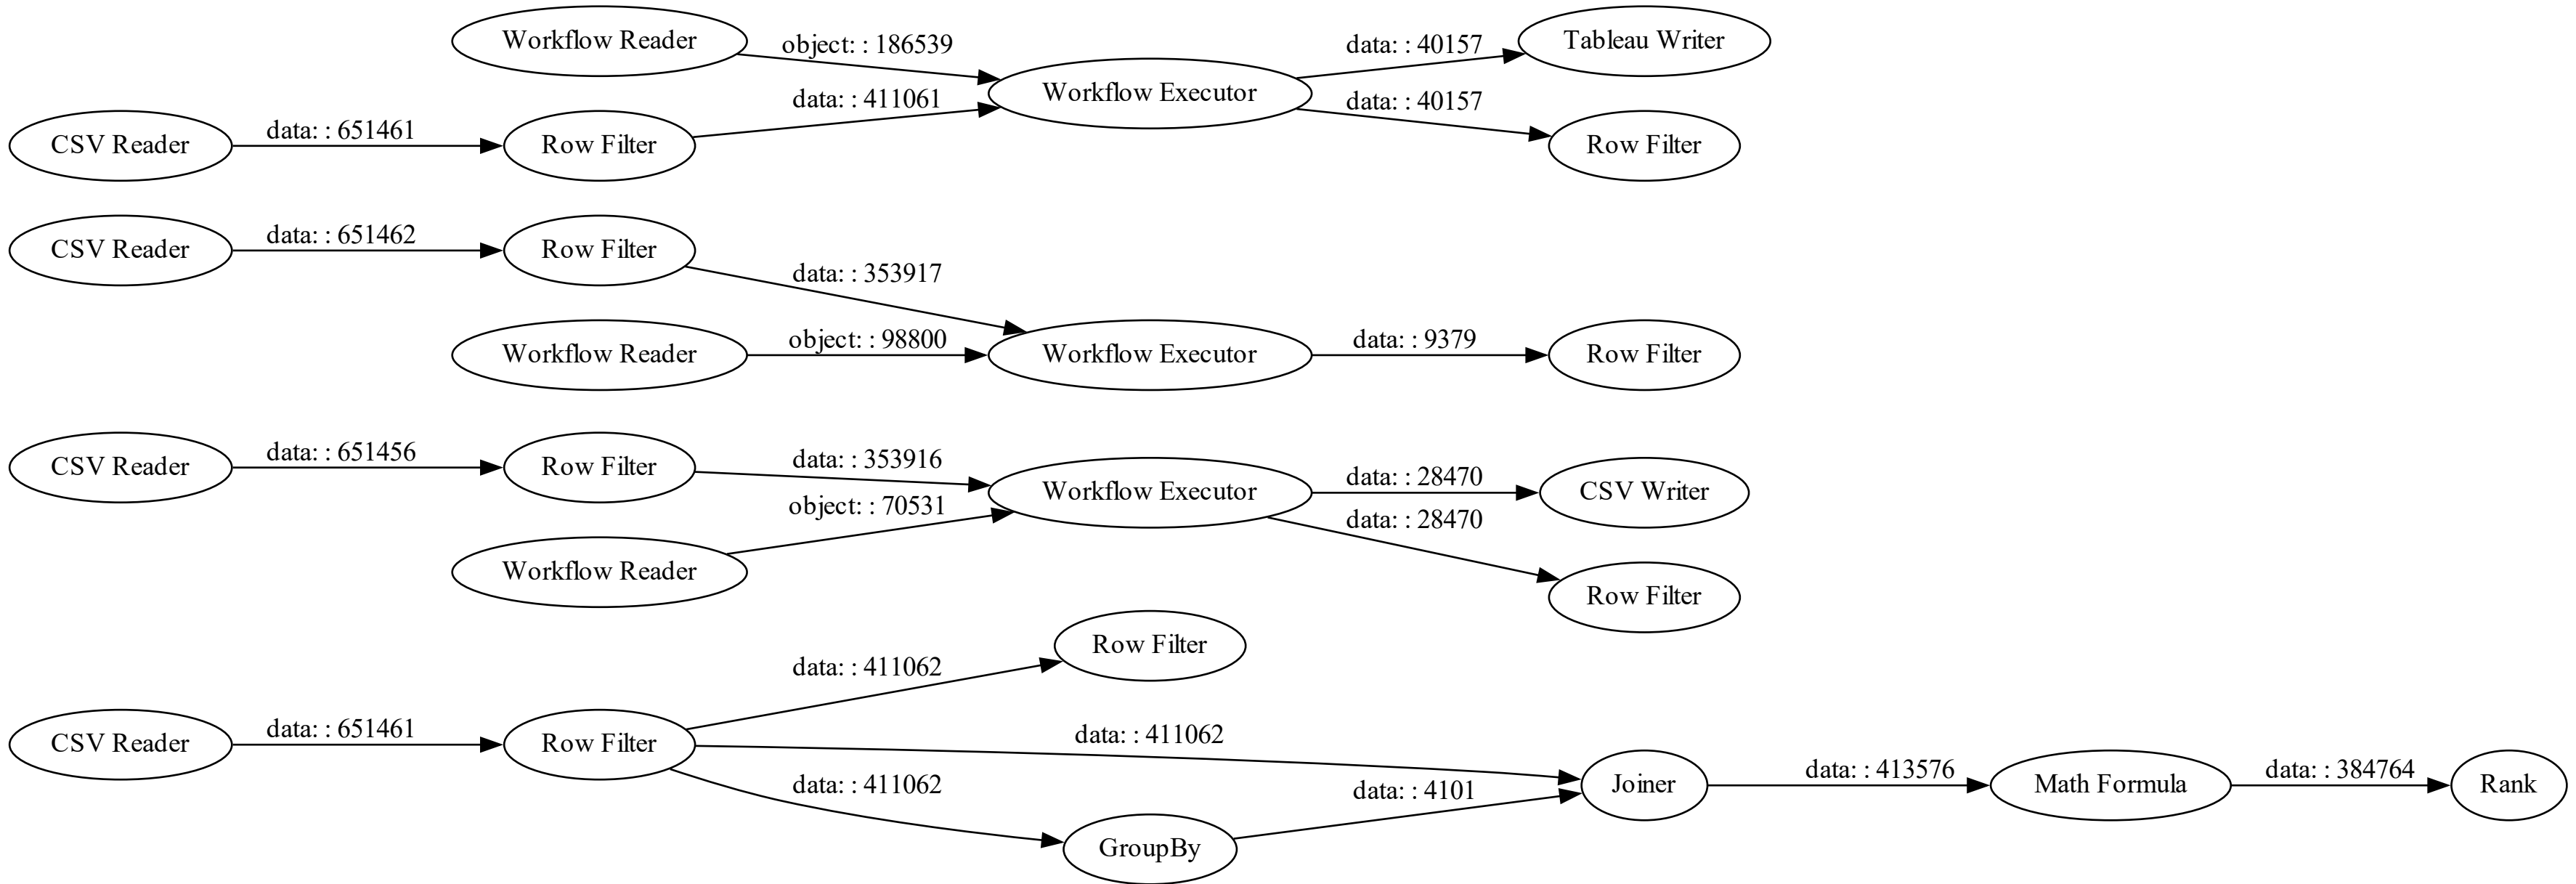 Workflow Reader
object: : 186539
data: : 40157
Tableau Writer
Workflow Executor
CSV Reader
data: : 651461
Row Filter
data: : 411061
data: : 40157
Row Filter
CSV Reader
data: : 651462
Row Filter
data: : 353917
Workflow Reader
object: : 98800
Workflow Executor
data: : 9379
Row Filter
CSV Reader
data: : 651456
Row Filter
data: : 353916
Workflow Executor
data: : 28470
CSV Writer
Workflow Reader
object: : 70531
data: : 28470
Row Filter
Row Filter
data: : 411062
CSV Reader
data: : 651461
Row Filter
data: : 411062
data: : 411062
GroupBy
data: : 4101
Joiner
data: : 413576
Math Formula
data: : 384764
Rank